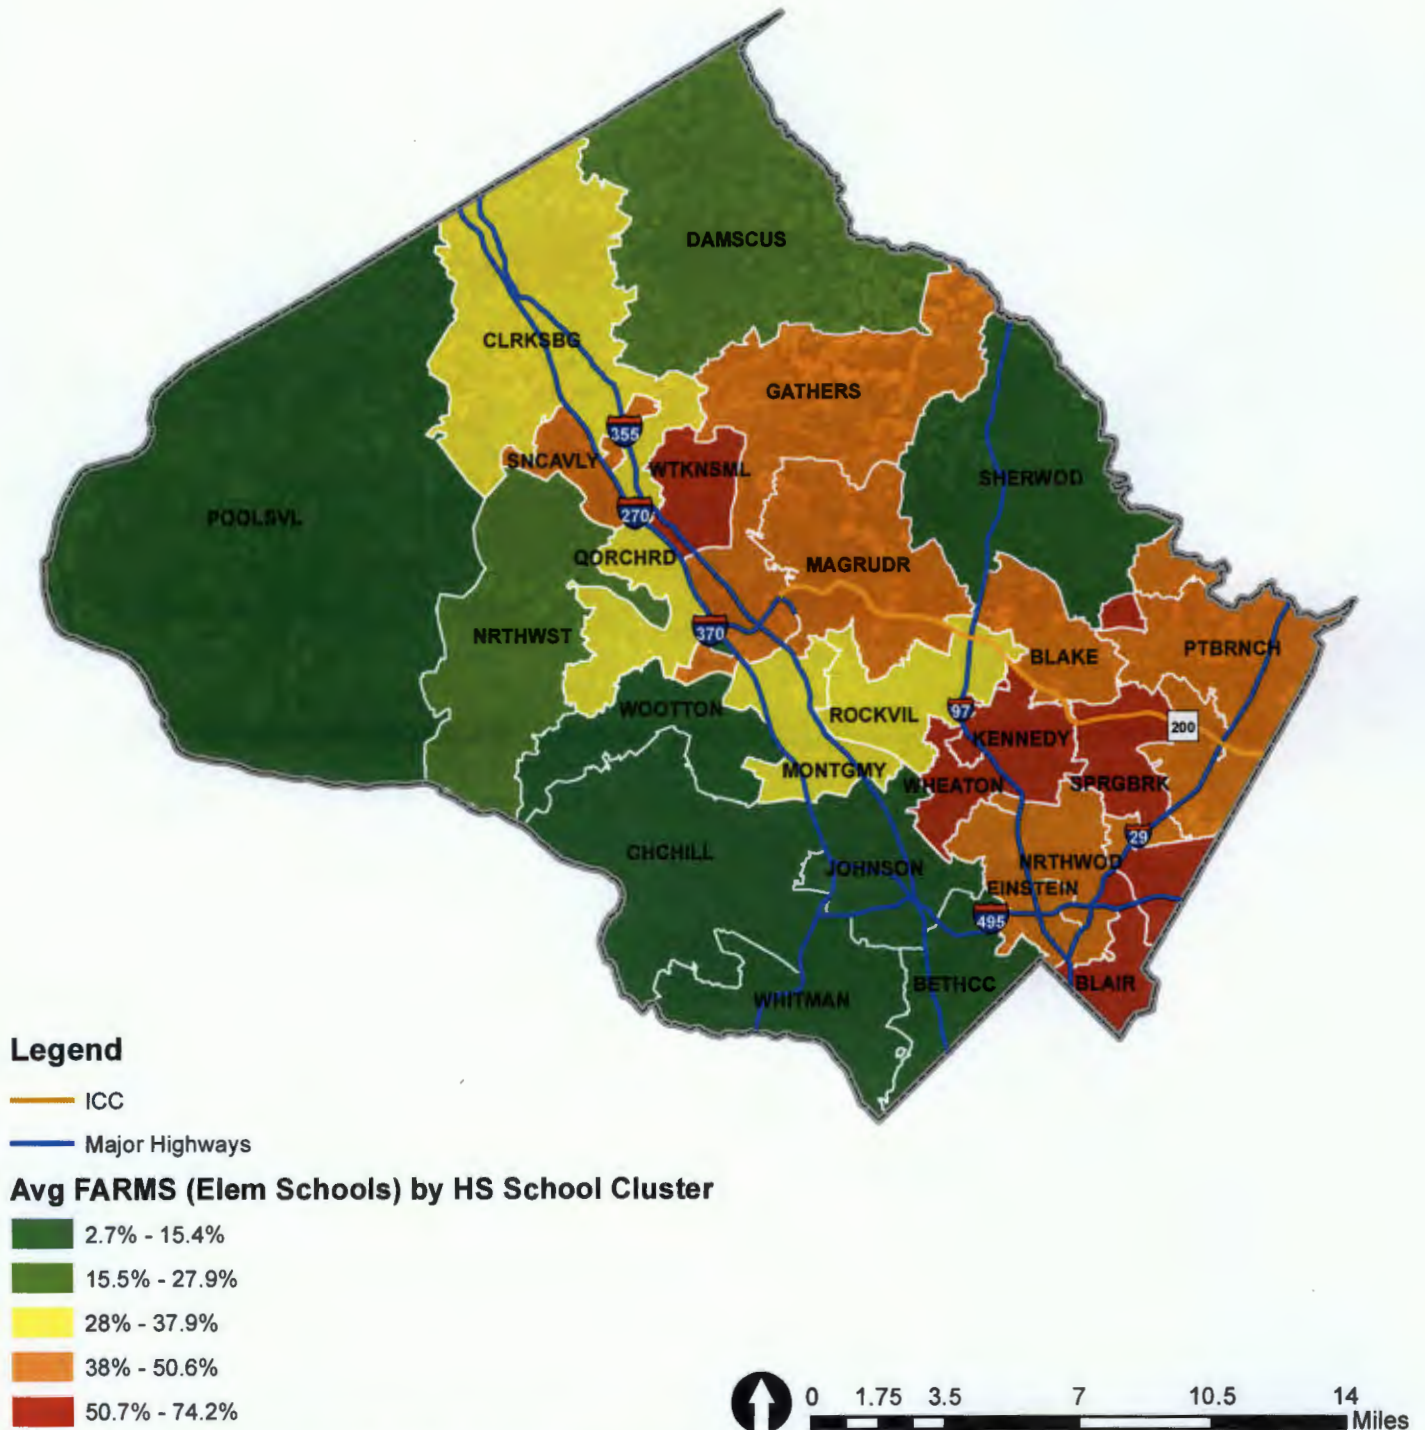 DAMSCUS
CLRKSBG
GATHERS
355
SNCAVLY
WTKNSML
SHERWOD
POOLSVL
270
QORCHRD
MAGRUDR
NRTHWST
370
BLAKE
PTBRNCH
WOOTTON
ROCKVIL
97
200
KENNEDY
MONTGMY
WHEATON
SPRGBRK
29
CHCHILL
JOHNSON
NRTHWOD
EINSTEIN
495
BETHCC
BLAIR
WHITMAN
Legend
ICC
Major Highways
Avg FARMS (Elem Schools) by HS School Cluster
2.7% - 15.4%
15.5% - 27.9%
28% - 37.9%
38% - 50.6%
50.7% - 74.2%
0 1.75 3.5 7 10.5 14
Miles